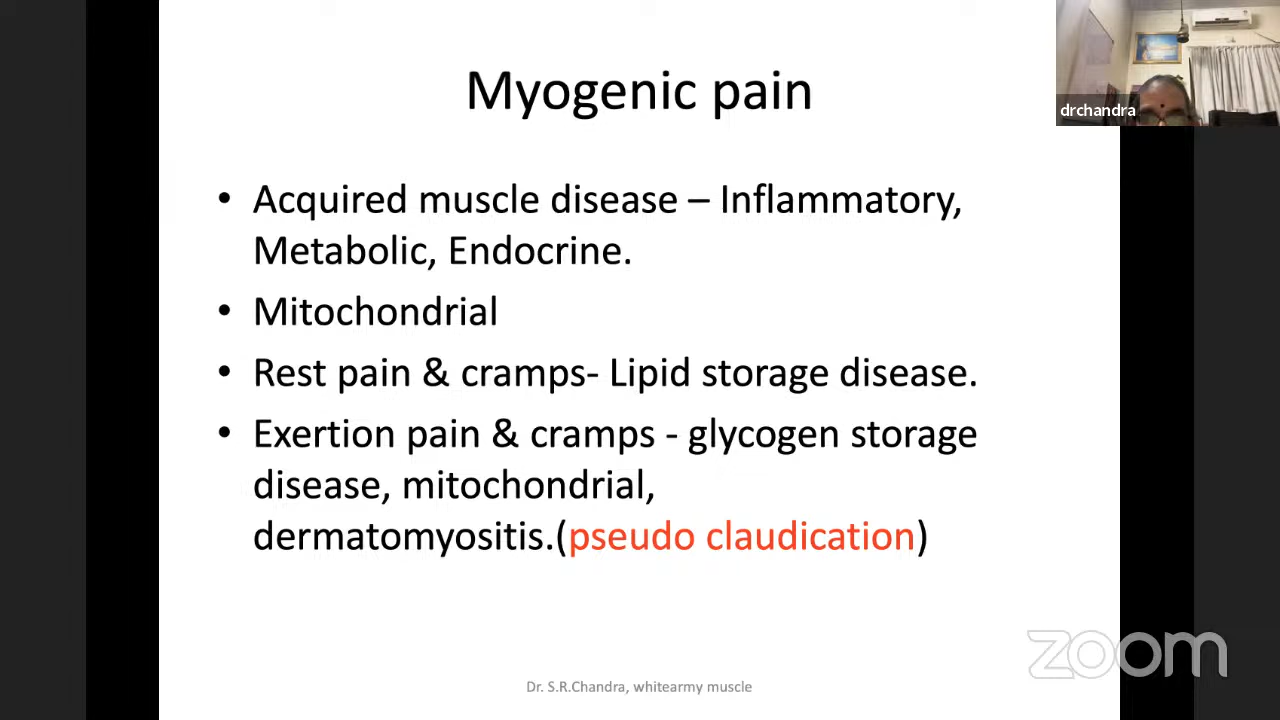 Myogenic pain
drchandra
• Acquired muscle disease – Inflammatory,
Metabolic, Endocrine.
• Mitochondrial
• Rest pain & cramps- Lipid storage disease.
• Exertion pain & cramps - glycogen storage
disease, mitochondrial,
dermatomyositis.(pseudo claudication)
zoom
Dr. S.R.Chandra, whitearmy muscle